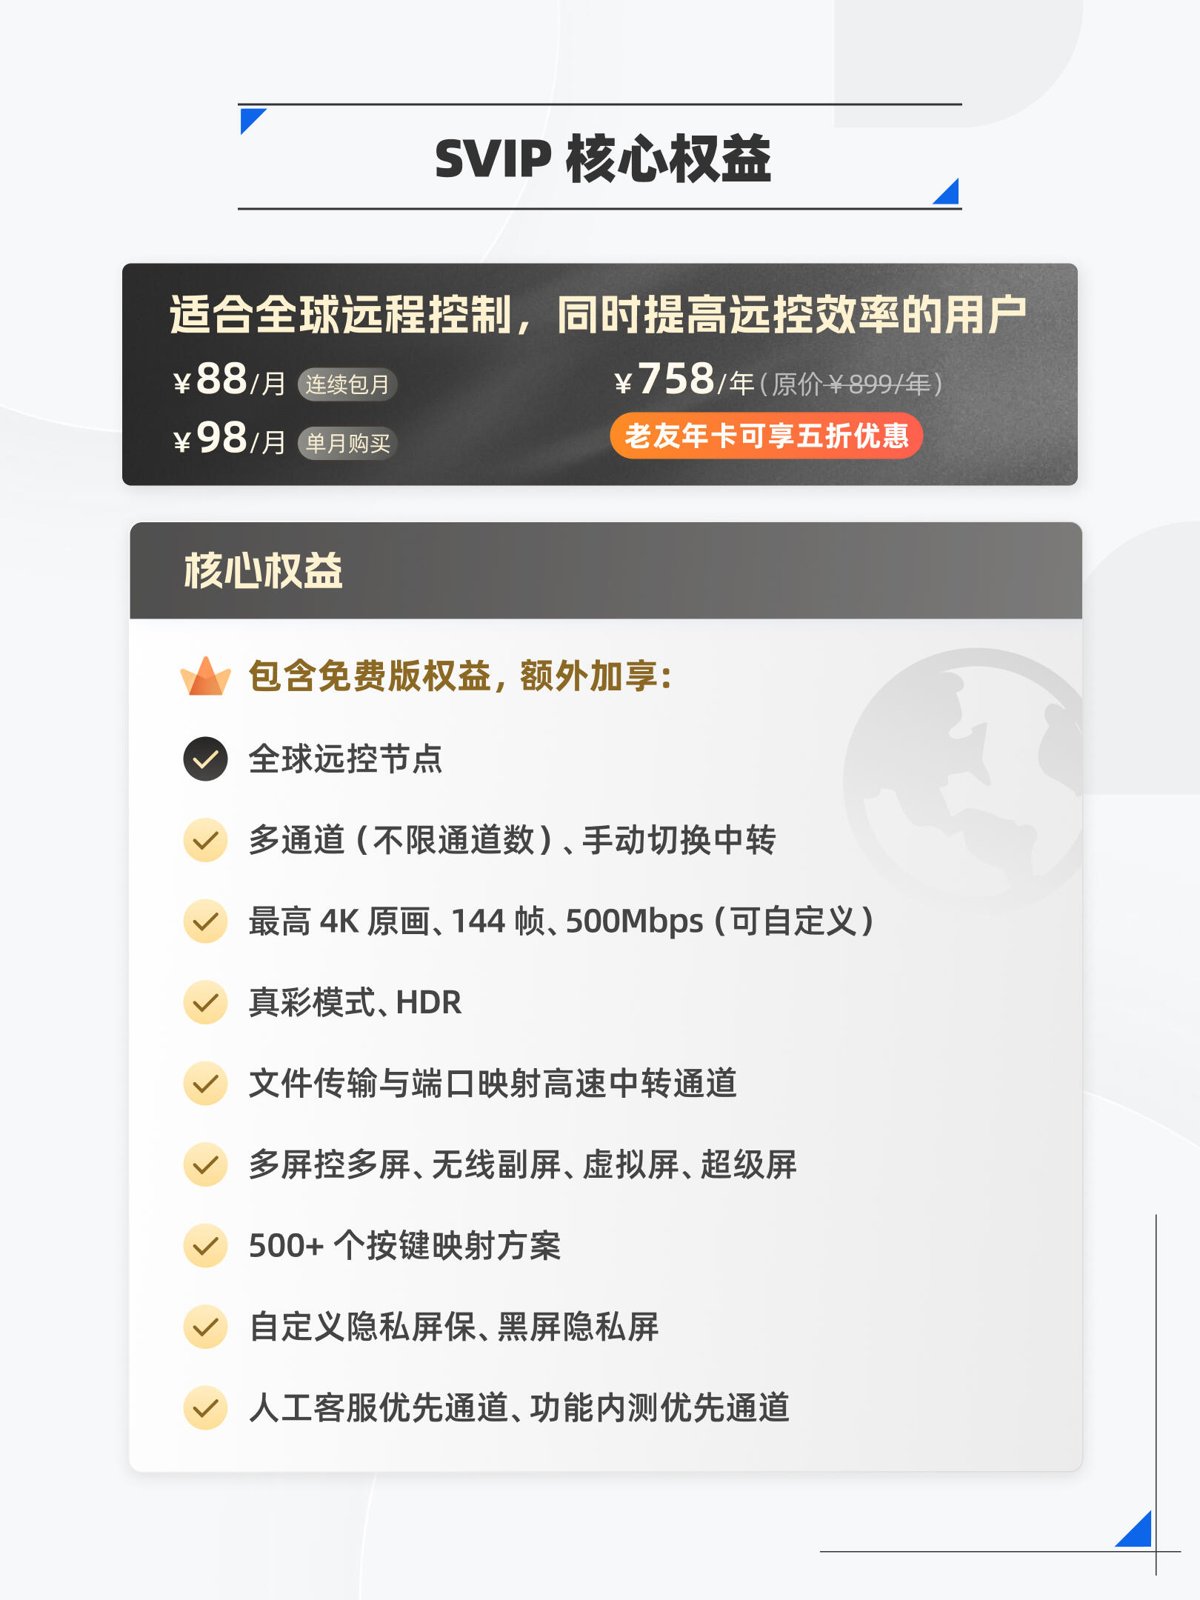 SVIP 核心权益
适合全球远程控制，同时提高远控效率的用户
￥88/月 连续包月
￥758/年（原价￥899/年）
￥98/月 单月购买
老友年卡可享五折优惠
核心权益
包含免费版权益，额外加享：
全球远控节点
多通道（不限通道数）、手动切换中转
最高 4K 原画、144 帧、500Mbps（可自定义）
真彩模式、HDR
文件传输与端口映射高速中转通道
多屏控多屏、无线副屏、虚拟屏、超级屏
500+ 个按键映射方案
自定义隐私屏保、黑屏隐私屏
人工客服优先通道、功能内测优先通道